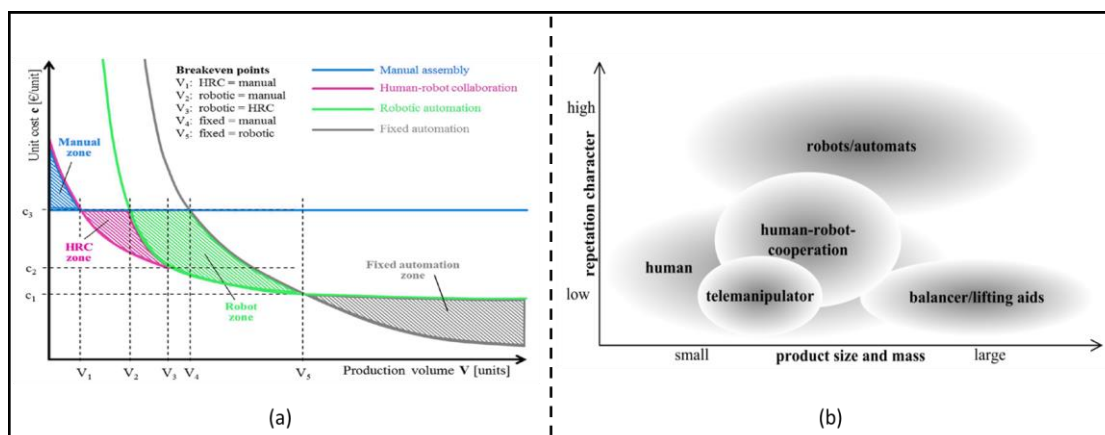 Unit cost c [€/unit]
Breakeven points
V₁: HRC = manual
V₂: robotic = manual
V₃: robotic = HRC
V₄: fixed = manual
V₅: fixed = robotic
Manual assembly
Human-robot collaboration
Robotic automation
Fixed automation
Manual
zone
c₃
HRC
zone
c₂
Fixed automation
zone
c₁
Robot
zone
Production volume V [units]
V₁ V₂ V₃ V₄ V₅
(a)
repetation character
high
robots/automats
human-robot-
cooperation
human
low
telemanipulator
balancer/lifting aids
small product size and mass large
(b)